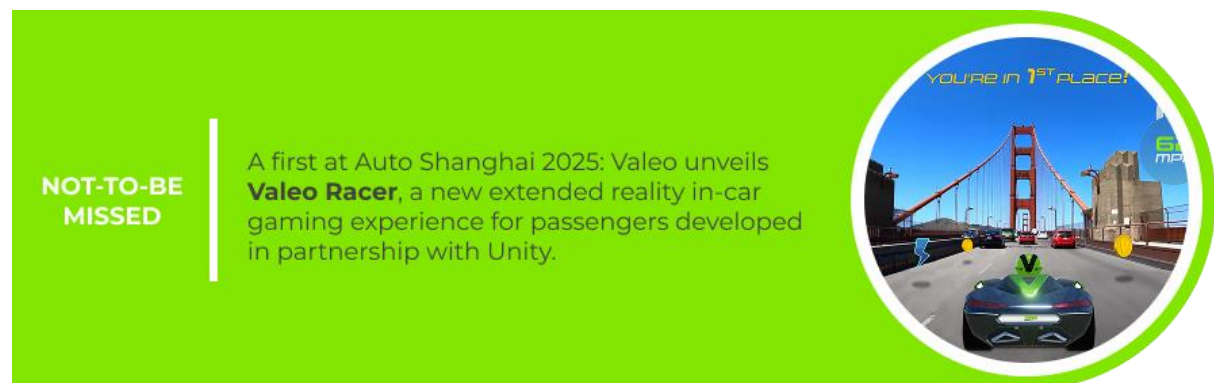 NOT-TO-BE
MISSED
A first at Auto Shanghai 2025: Valeo unveils
Valeo Racer, a new extended reality in-car
gaming experience for passengers developed
in partnership with Unity.
YOU'RE IN 1ST PLACE!